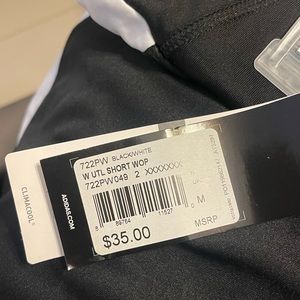 722PW BLACK/WHITE
W UTL SHORT WOP
722PW049 2 XXXXXXX
M
$35.00
MSRP
ADIDAS.COM
CLIMACOOL®